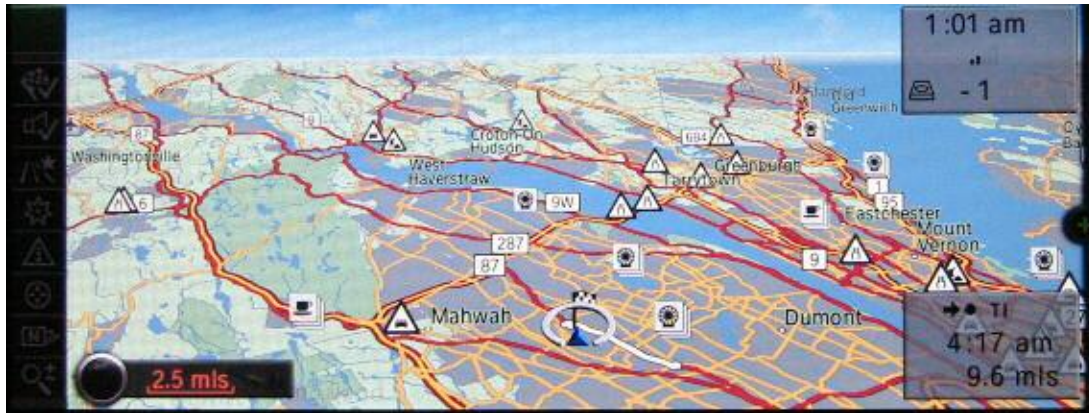 1:01 am
- 1
Stamford
Greenwich
9
87
Croton-On
Hudson
694
Washingtonville
West
Haverstraw
Greenburgh
Tarrytown
6
9W
1
95
Eastchester
Mount
Vernon
287
87
9
Mahwah
Dumont
TI
4:17 am
2.5 mls
9.6 mls